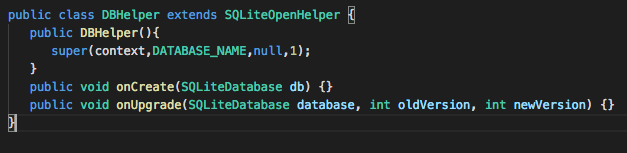 public class DBHelper extends SQLiteOpenHelper {
public DBHelper(){
super(context,DATABASE_NAME,null,1);
}
public void onCreate(SQLiteDatabase db) {}
public void onUpgrade(SQLiteDatabase database, int oldVersion, int newVersion) {}
}